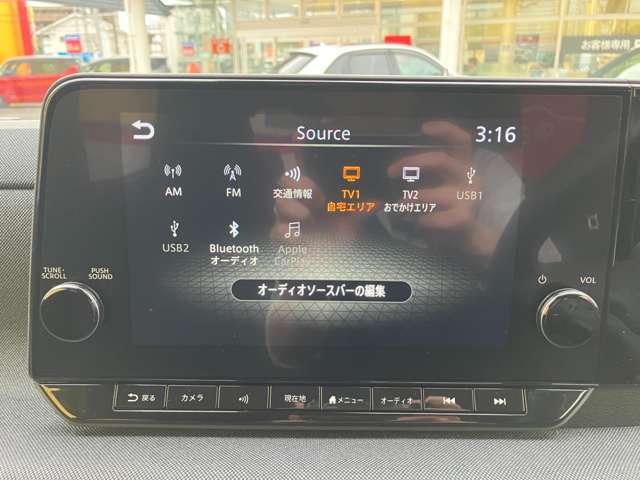 お客様専用
Source
3:16
AM
FM
交通情報
TV1
自宅エリア
TV2
おでかけエリア
USB1
USB2
Bluetooth
オーディオ
Apple
CarPlay
オーディオソースバーの編集
TUNE・
SCROLL
PUSH
SOUND
VOL
戻る
カメラ
現在地
メニュー
オーディオ